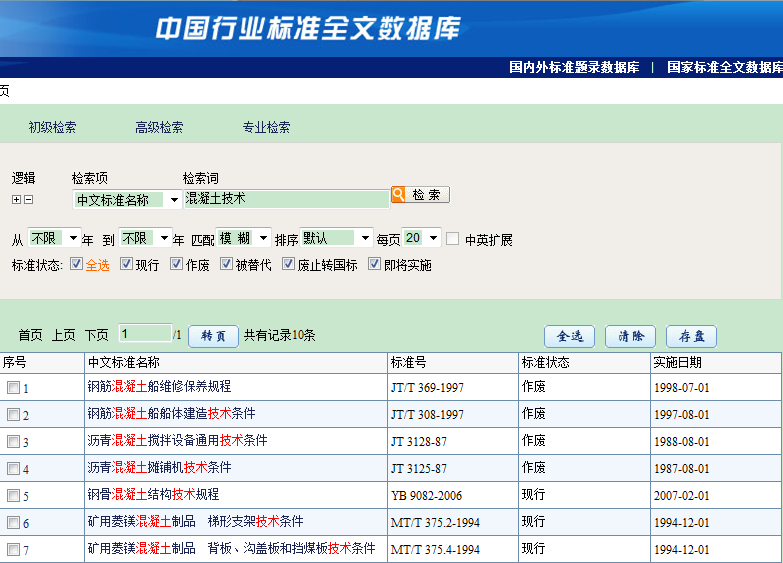 中国行业标准全文数据库
国内外标准题录数据库 | 国家标准全文数据库
页
初级检索 高级检索 专业检索
逻辑 检索项 检索词
中文标准名称 混凝土技术 检索
从 不限 年 到 不限 年 匹配 模糊 排序 默认 每页 20 中英扩展
标准状态: 全选 现行 作废 被替代 废止转国标 即将实施
首页 上页 下页 1 /1 转页 共有记录10条 全选 清除 存盘
序号 中文标准名称 标准号 标准状态 实施日期
1 钢筋混凝土船维修保养规程 JT/T 369-1997 作废 1998-07-01
2 钢筋混凝土船船体建造技术条件 JT/T 308-1997 作废 1997-08-01
3 沥青混凝土搅拌设备通用技术条件 JT 3128-87 作废 1988-08-01
4 沥青混凝土摊铺机技术条件 JT 3125-87 作废 1987-08-01
5 钢骨混凝土结构技术规程 YB 9082-2006 现行 2007-02-01
6 矿用菱镁混凝土制品 梯形支架技术条件 MT/T 375.2-1994 现行 1994-12-01
7 矿用菱镁混凝土制品 背板、沟盖板和挡煤板技术条件 MT/T 375.4-1994 现行 1994-12-01